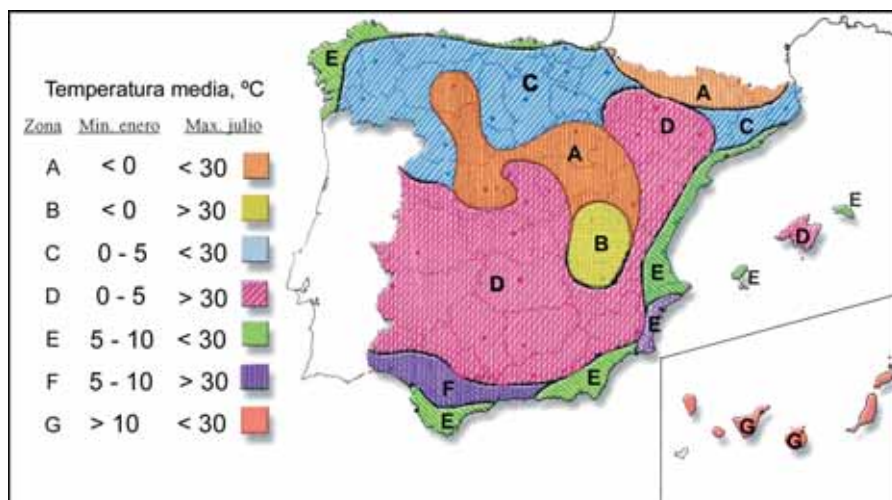 Temperatura media, ºC
Zona Min. enero Max. julio
A < 0 < 30
B < 0 > 30
C 0 - 5 < 30
D 0 - 5 > 30
E 5 - 10 < 30
F 5 - 10 > 30
G > 10 < 30
E
C
A
D
C
A
B
D
E
E
F
E
E
E
D
E
G
G